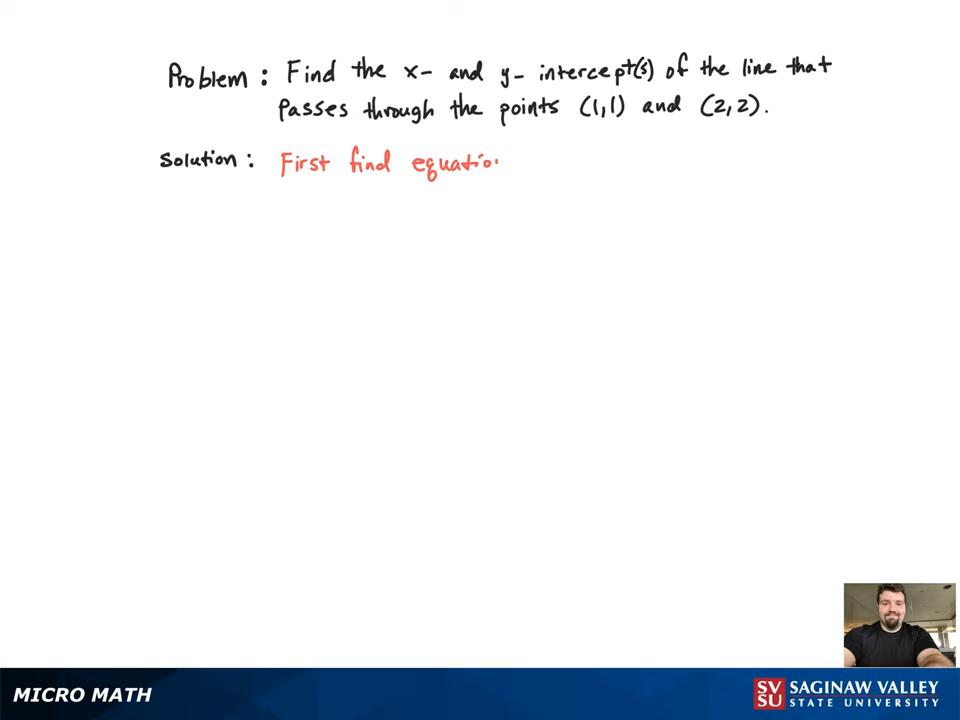 Problem: Find the x- and y-intercept(s) of the line that
passes through the points (1,1) and (2,2).
Solution: First find equatio
MICRO MATH
SV
SU
SAGINAW VALLEY
STATE UNIVERSITY